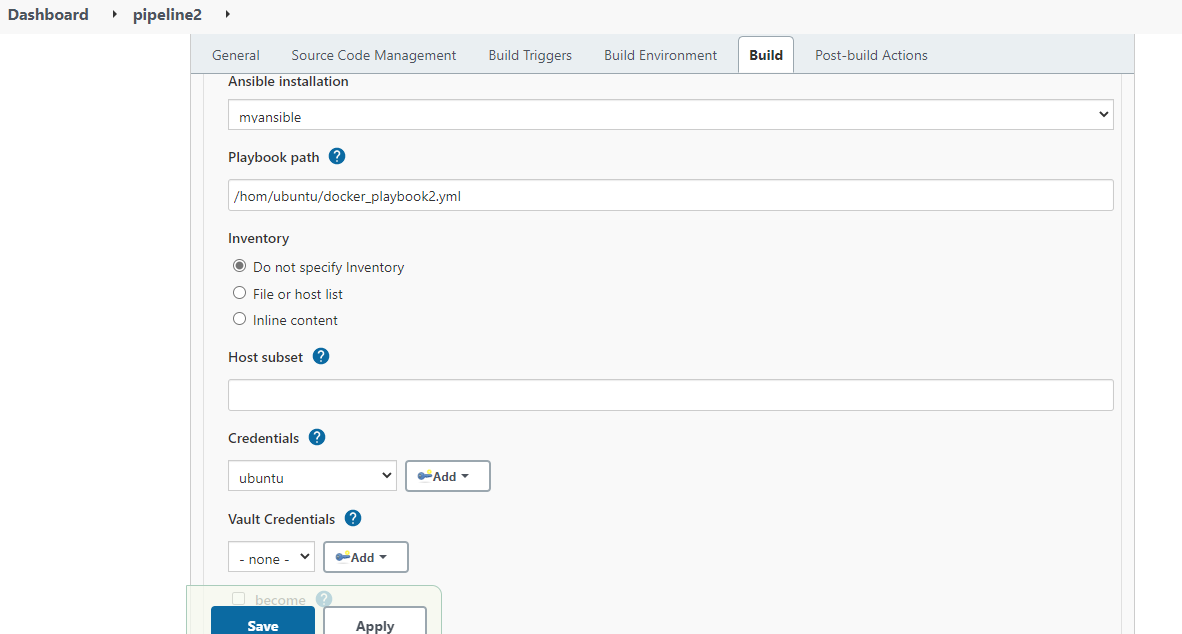 Dashboard pipeline2
General Source Code Management Build Triggers Build Environment Build Post-build Actions
Ansible installation
myansible
Playbook path ?
/hom/ubuntu/docker_playbook2.yml
Inventory
Do not specify Inventory
File or host list
Inline content
Host subset ?
Credentials ?
ubuntu Add
Vault Credentials ?
- none - Add
become ?
Save Apply